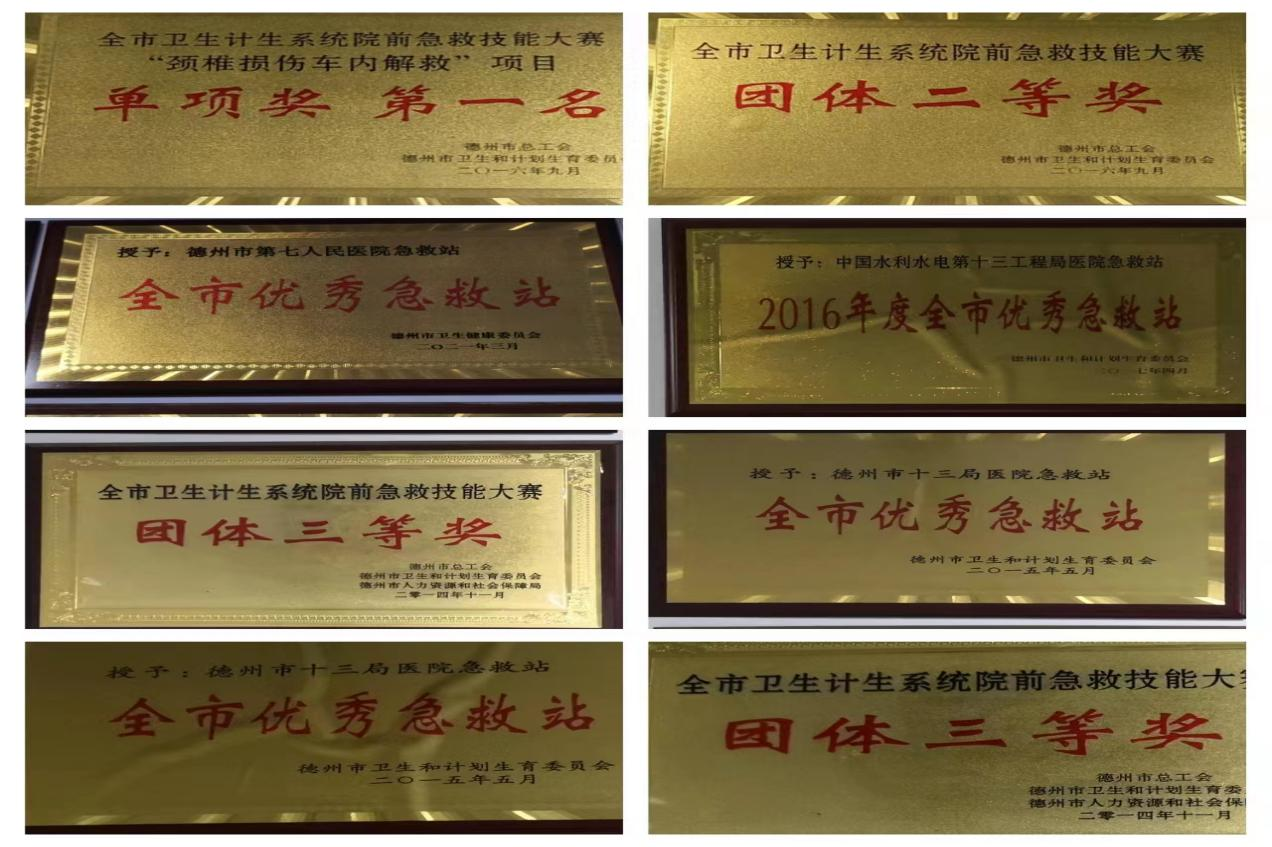 全市卫生计生系统院前急救技能大赛
“颈椎损伤车内解救”项目
单项奖 第一名
德州市总工会
德州市卫生和计划生育委员
二〇一六年九月
全市卫生计生系统院前急救技能大赛
团体二等奖
德州市总工会
德州市卫生和计划生育委员会
二〇一六年九月
授予：德州市第七人民医院急救站
全市优秀急救站
德州市卫生健康委员会
二〇二一年三月
授予：中国水利水电第十三工程局医院急救站
2016年度全市优秀急救站
德州市卫生和计划生育委员会
二〇一七年四月
全市卫生计生系统院前急救技能大赛
团体三等奖
德州市总工会
德州市卫生和计划生育委员会
德州市人力资源和社会保障局
二零一四年十一月
授予：德州市十三局医院急救站
全市优秀急救站
德州市卫生和计划生育委员会
二〇一五年五月
授予：德州市十三局医院急救站
全市优秀急救站
德州市卫生和计划生育委员会
二〇一五年五月
全市卫生计生系统院前急救技能大赛
团体三等奖
德州市总工会
德州市卫生和计划生育委
德州市人力资源和社会保
二零一四年十一月